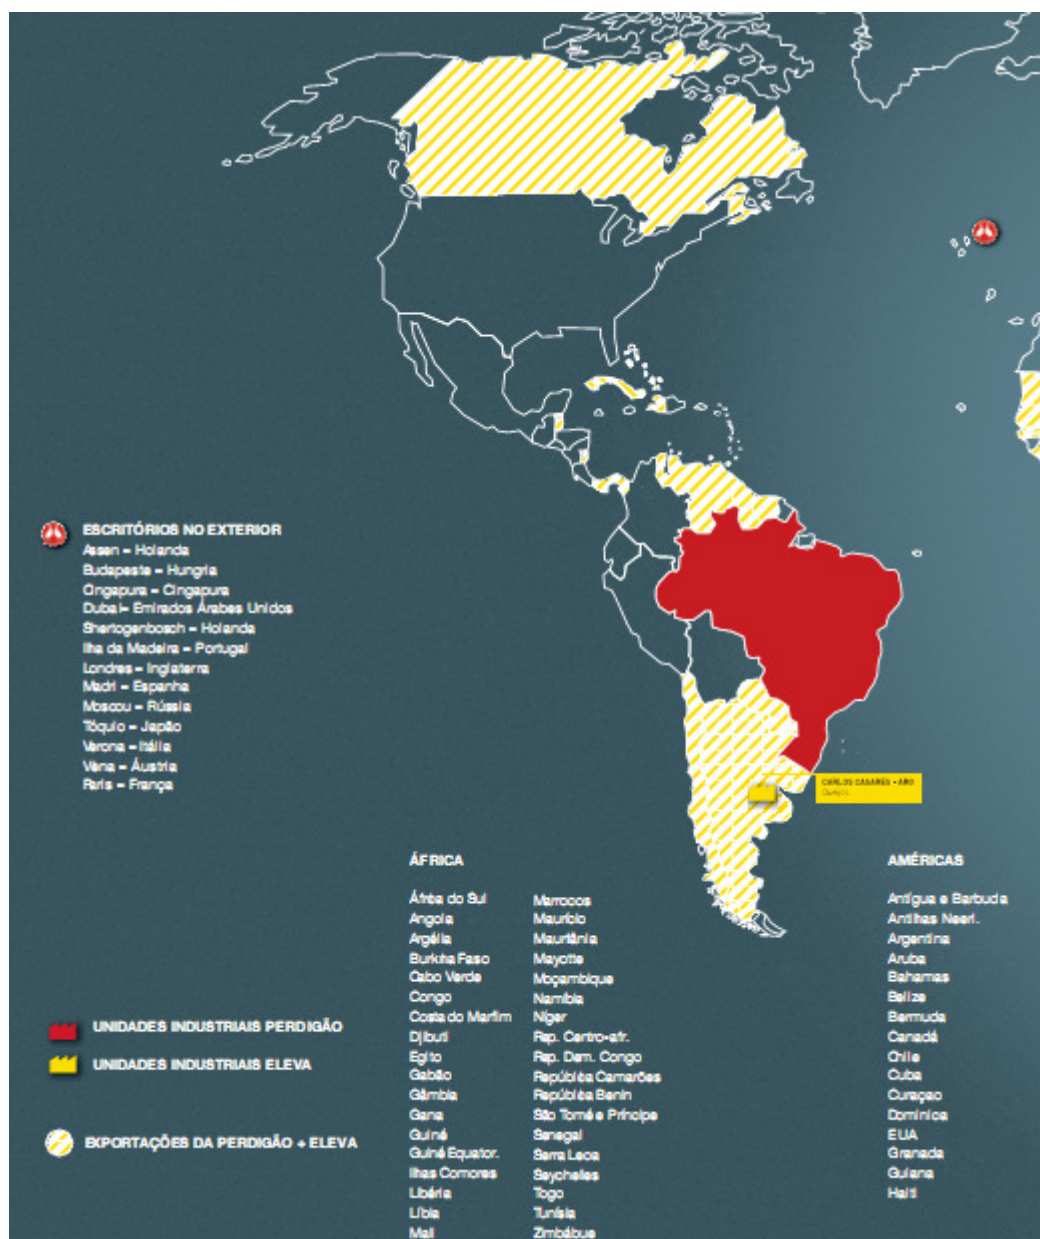 ESCRITÓRIOS NO EXTERIOR
Assen – Holanda
Budapeste – Hungria
Cingapura – Cingapura
Dubai– Emirados Árabes Unidos
Shertogenbosch – Holanda
Ilha da Madeira – Portugal
Londres – Inglaterra
Madri – Espanha
Moscou – Rússia
Tóquio – Japão
Verona – Itália
Viena – Áustria
Paris – França
CARLOS CASARES • ARG
Queijos
UNIDADES INDUSTRIAIS PERDIGÃO
UNIDADES INDUSTRIAIS ELEVA
EXPORTAÇÕES DA PERDIGÃO + ELEVA
ÁFRICA
África do Sul
Angola
Argélia
Burkina Faso
Cabo Verde
Congo
Costa do Marfim
Djibuti
Egito
Gabão
Gâmbia
Gana
Guiné
Guiné Equator.
Ilhas Comores
Libéria
Líbia
Mali
Marrocos
Maurício
Mauritânia
Mayotte
Moçambique
Namíbia
Níger
Rep. Centro-afr.
Rep. Dem. Congo
República Camarões
República Benin
São Tomé e Príncipe
Senegal
Serra Leoa
Seychelles
Togo
Tunísia
Zimbábue
AMÉRICAS
Antígua e Barbuda
Antilhas Neerl.
Argentina
Aruba
Bahamas
Belize
Bermuda
Canadá
Chile
Cuba
Curaçao
Dominica
EUA
Granada
Guiana
Haiti